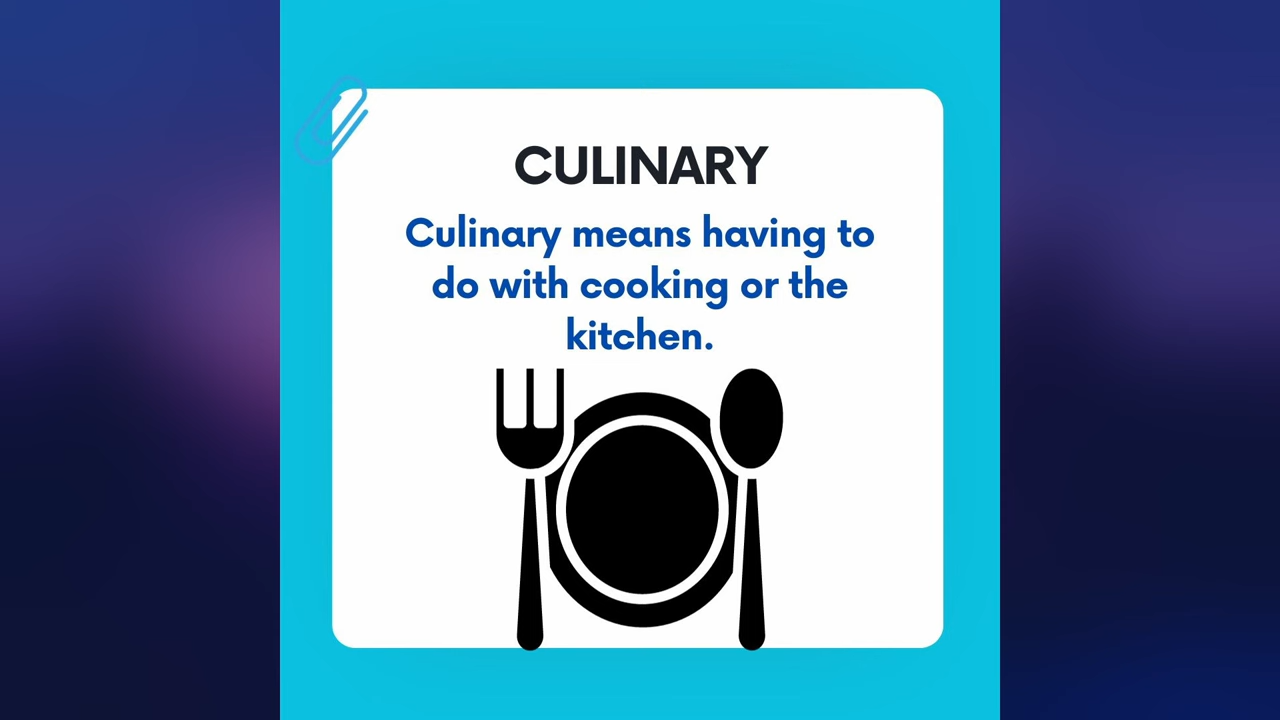 CULINARY
Culinary means having to
do with cooking or the
kitchen.